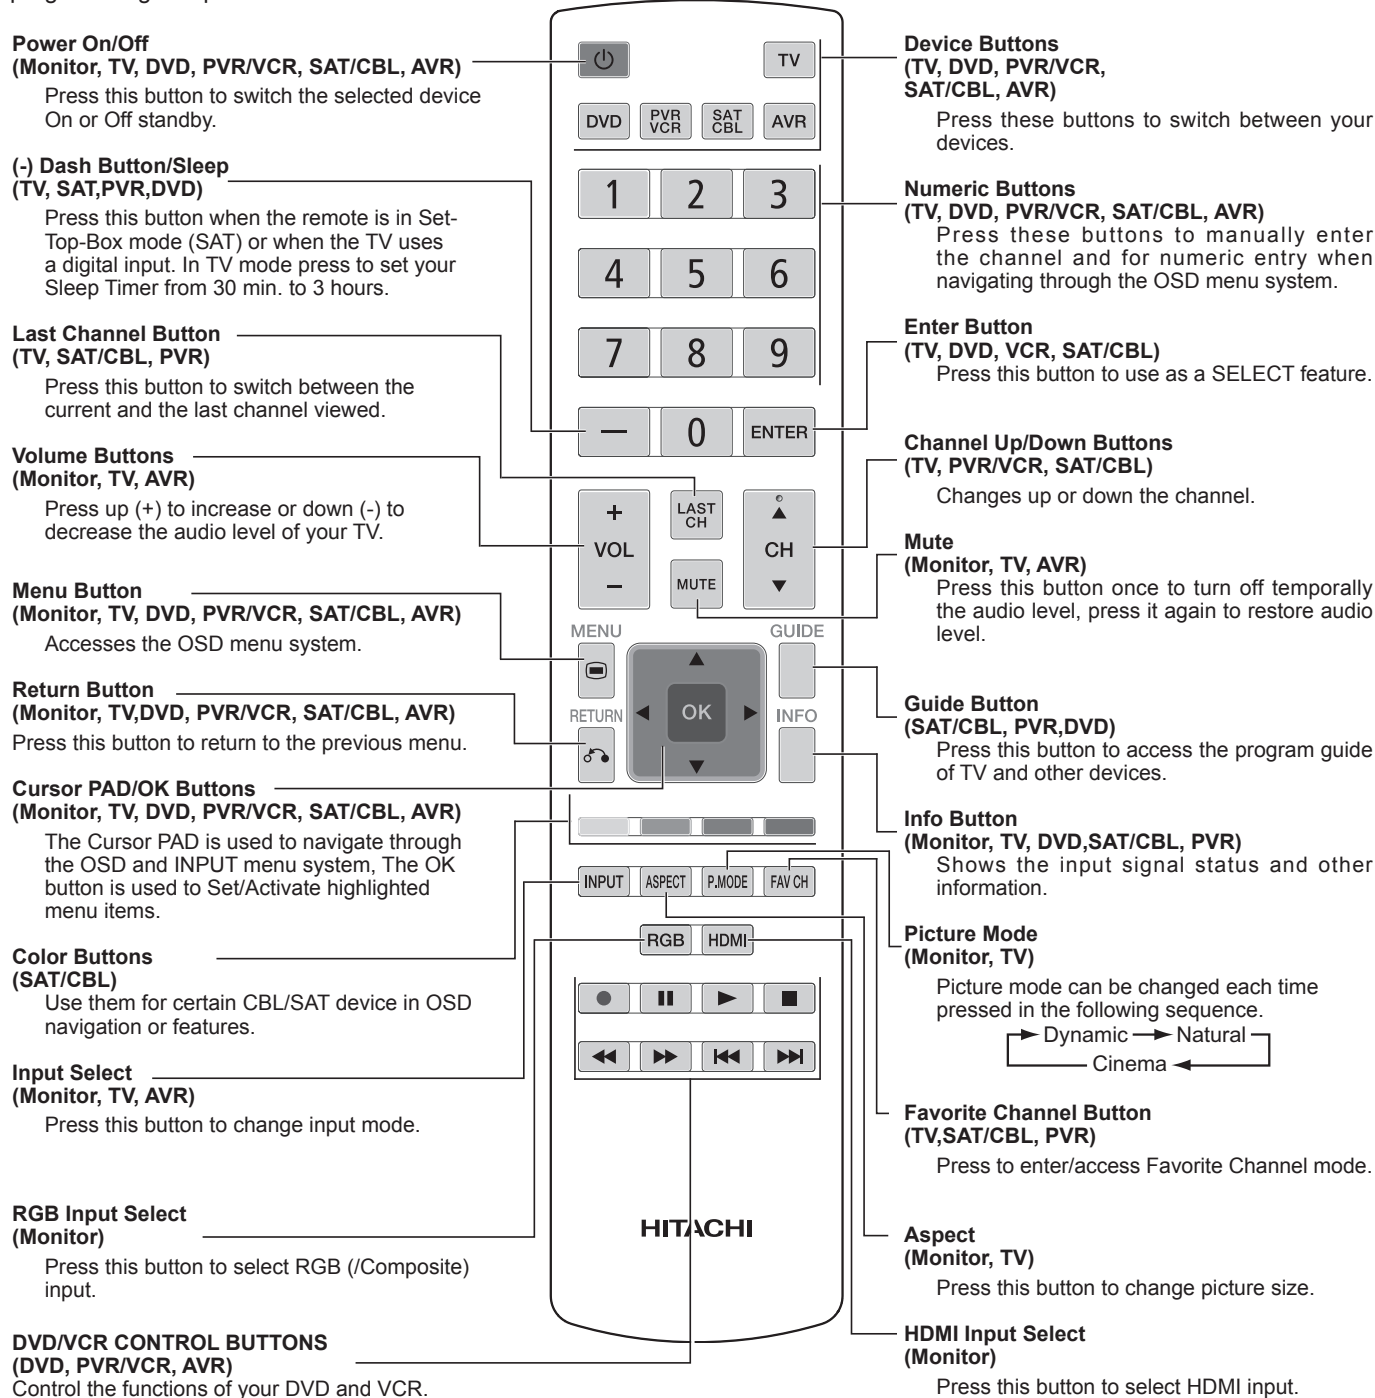 Power On/Off
(Monitor, TV, DVD, PVR/VCR, SAT/CBL, AVR)
Press this button to switch the selected device
On or Off standby.
(-) Dash Button/Sleep
(TV, SAT,PVR,DVD)
Press this button when the remote is in Set-
Top-Box mode (SAT) or when the TV uses
a digital input. In TV mode press to set your
Sleep Timer from 30 min. to 3 hours.
Last Channel Button
(TV, SAT/CBL, PVR)
Press this button to switch between the
current and the last channel viewed.
Volume Buttons
(Monitor, TV, AVR)
Press up (+) to increase or down (-) to
decrease the audio level of your TV.
Menu Button
(Monitor, TV, DVD, PVR/VCR, SAT/CBL, AVR)
Accesses the OSD menu system.
Return Button
(Monitor, TV,DVD, PVR/VCR, SAT/CBL, AVR)
Press this button to return to the previous menu.
Cursor PAD/OK Buttons
(Monitor, TV, DVD, PVR/VCR, SAT/CBL, AVR)
The Cursor PAD is used to navigate through
the OSD and INPUT menu system, The OK
button is used to Set/Activate highlighted
menu items.
Color Buttons
(SAT/CBL)
Use them for certain CBL/SAT device in OSD
navigation or features.
Input Select
(Monitor, TV, AVR)
Press this button to change input mode.
RGB Input Select
(Monitor)
Press this button to select RGB (/Composite)
input.
DVD/VCR CONTROL BUTTONS
(DVD, PVR/VCR, AVR)
Control the functions of your DVD and VCR.
TV
DVD PVR VCR SAT CBL AVR
1 2 3
4 5 6
7 8 9
— 0 ENTER
+ LAST CH
VOL CH
− MUTE
MENU GUIDE
OK
RETURN INFO
INPUT ASPECT P.MODE FAV CH
RGB HDMI
HITACHI
Device Buttons
(TV, DVD, PVR/VCR,
SAT/CBL, AVR)
Press these buttons to switch between your
devices.
Numeric Buttons
(TV, DVD, PVR/VCR, SAT/CBL, AVR)
Press these buttons to manually enter
the channel and for numeric entry when
navigating through the OSD menu system.
Enter Button
(TV, DVD, VCR, SAT/CBL)
Press this button to use as a SELECT feature.
Channel Up/Down Buttons
(TV, PVR/VCR, SAT/CBL)
Changes up or down the channel.
Mute
(Monitor, TV, AVR)
Press this button once to turn off temporally
the audio level, press it again to restore audio
level.
Guide Button
(SAT/CBL, PVR,DVD)
Press this button to access the program guide
of TV and other devices.
Info Button
(Monitor, TV, DVD,SAT/CBL, PVR)
Shows the input signal status and other
information.
Picture Mode
(Monitor, TV)
Picture mode can be changed each time
pressed in the following sequence.
Dynamic Natural
Cinema
Favorite Channel Button
(TV,SAT/CBL, PVR)
Press to enter/access Favorite Channel mode.
Aspect
(Monitor, TV)
Press this button to change picture size.
HDMI Input Select
(Monitor)
Press this button to select HDMI input.